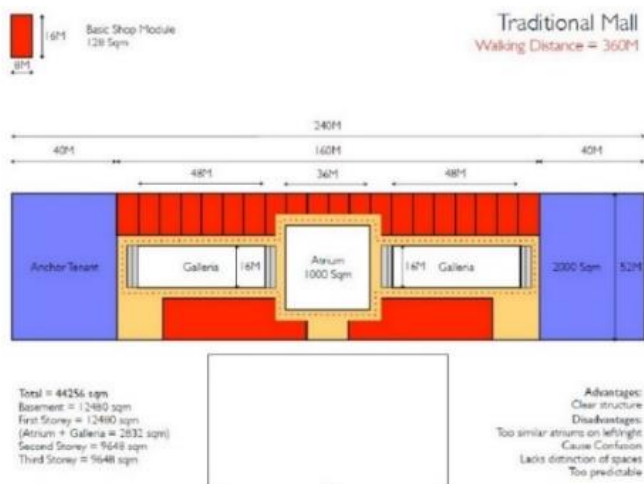 Traditional Mall
Walking Distance = 360M
16M
Basic Shop Module
128 Sqm
8M
240M
40M
160M
40M
48M
36M
48M
Anchor Tenant
Galleria
16M
Atrium
1000 Sqm
16M
Galleria
2000 Sqm
52M
Total = 44256 sqm
Basement = 12480 sqm
First Storey = 12480 sqm
(Atrium + Galleria = 2832 sqm)
Second Storey = 9648 sqm
Third Storey = 9648 sqm
Advantages:
Clear structure
Disadvantages:
Too similar atriums on left/right
Cause Confusion
Lacks distinction of spaces
Too predictable